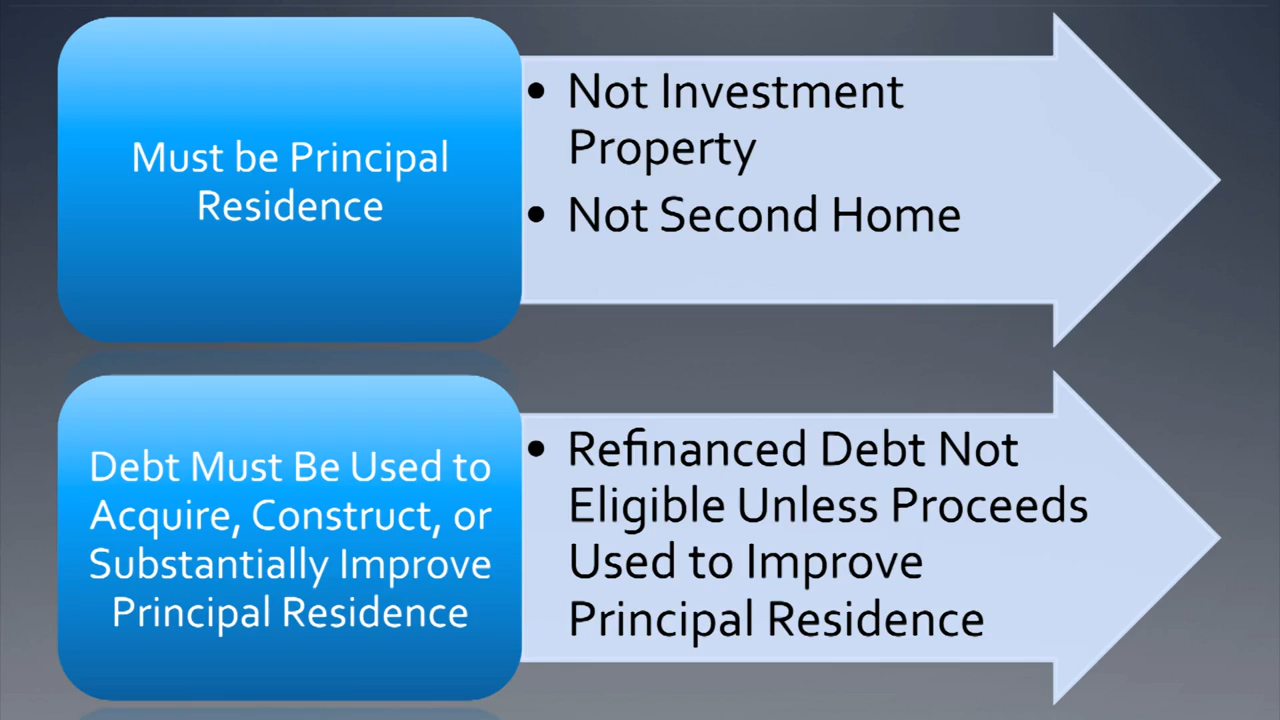 Must be Principal
Residence
• Not Investment
Property
• Not Second Home
Debt Must Be Used to
Acquire, Construct, or
Substantially Improve
Principal Residence
• Refinanced Debt Not
Eligible Unless Proceeds
Used to Improve
Principal Residence